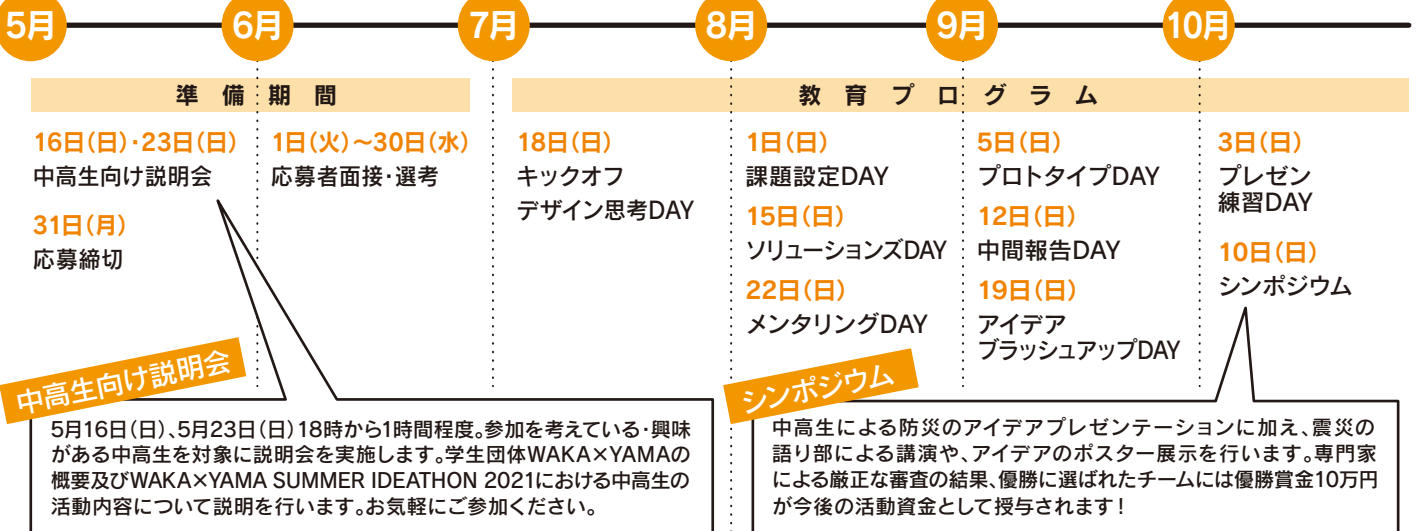 5月
6月
7月
8月
9月
10月
準備期間
教育プログラム
16日(日)・23日(日)
中高生向け説明会
31日(月)
応募締切
1日(火)～30日(水)
応募者面接・選考
18日(日)
キックオフ
デザイン思考DAY
1日(日)
課題設定DAY
15日(日)
ソリューションズDAY
22日(日)
メンタリングDAY
5日(日)
プロトタイプDAY
12日(日)
中間報告DAY
19日(日)
アイデア
ブラッシュアップDAY
3日(日)
プレゼン
練習DAY
10日(日)
シンポジウム
中高生向け説明会
5月16日(日)、5月23日(日)18時から1時間程度。参加を考えている・興味
がある中高生を対象に説明会を実施します。学生団体WAKA×YAMAの
概要及びWAKA×YAMA SUMMER IDEATHON 2021における中高生の
活動内容について説明を行います。お気軽にご参加ください。
シンポジウム
中高生による防災のアイデアプレゼンテーションに加え、震災の
語り部による講演や、アイデアのポスター展示を行います。専門家
による厳正な審査の結果、優勝に選ばれたチームには優勝賞金10万円
が今後の活動資金として授与されます!